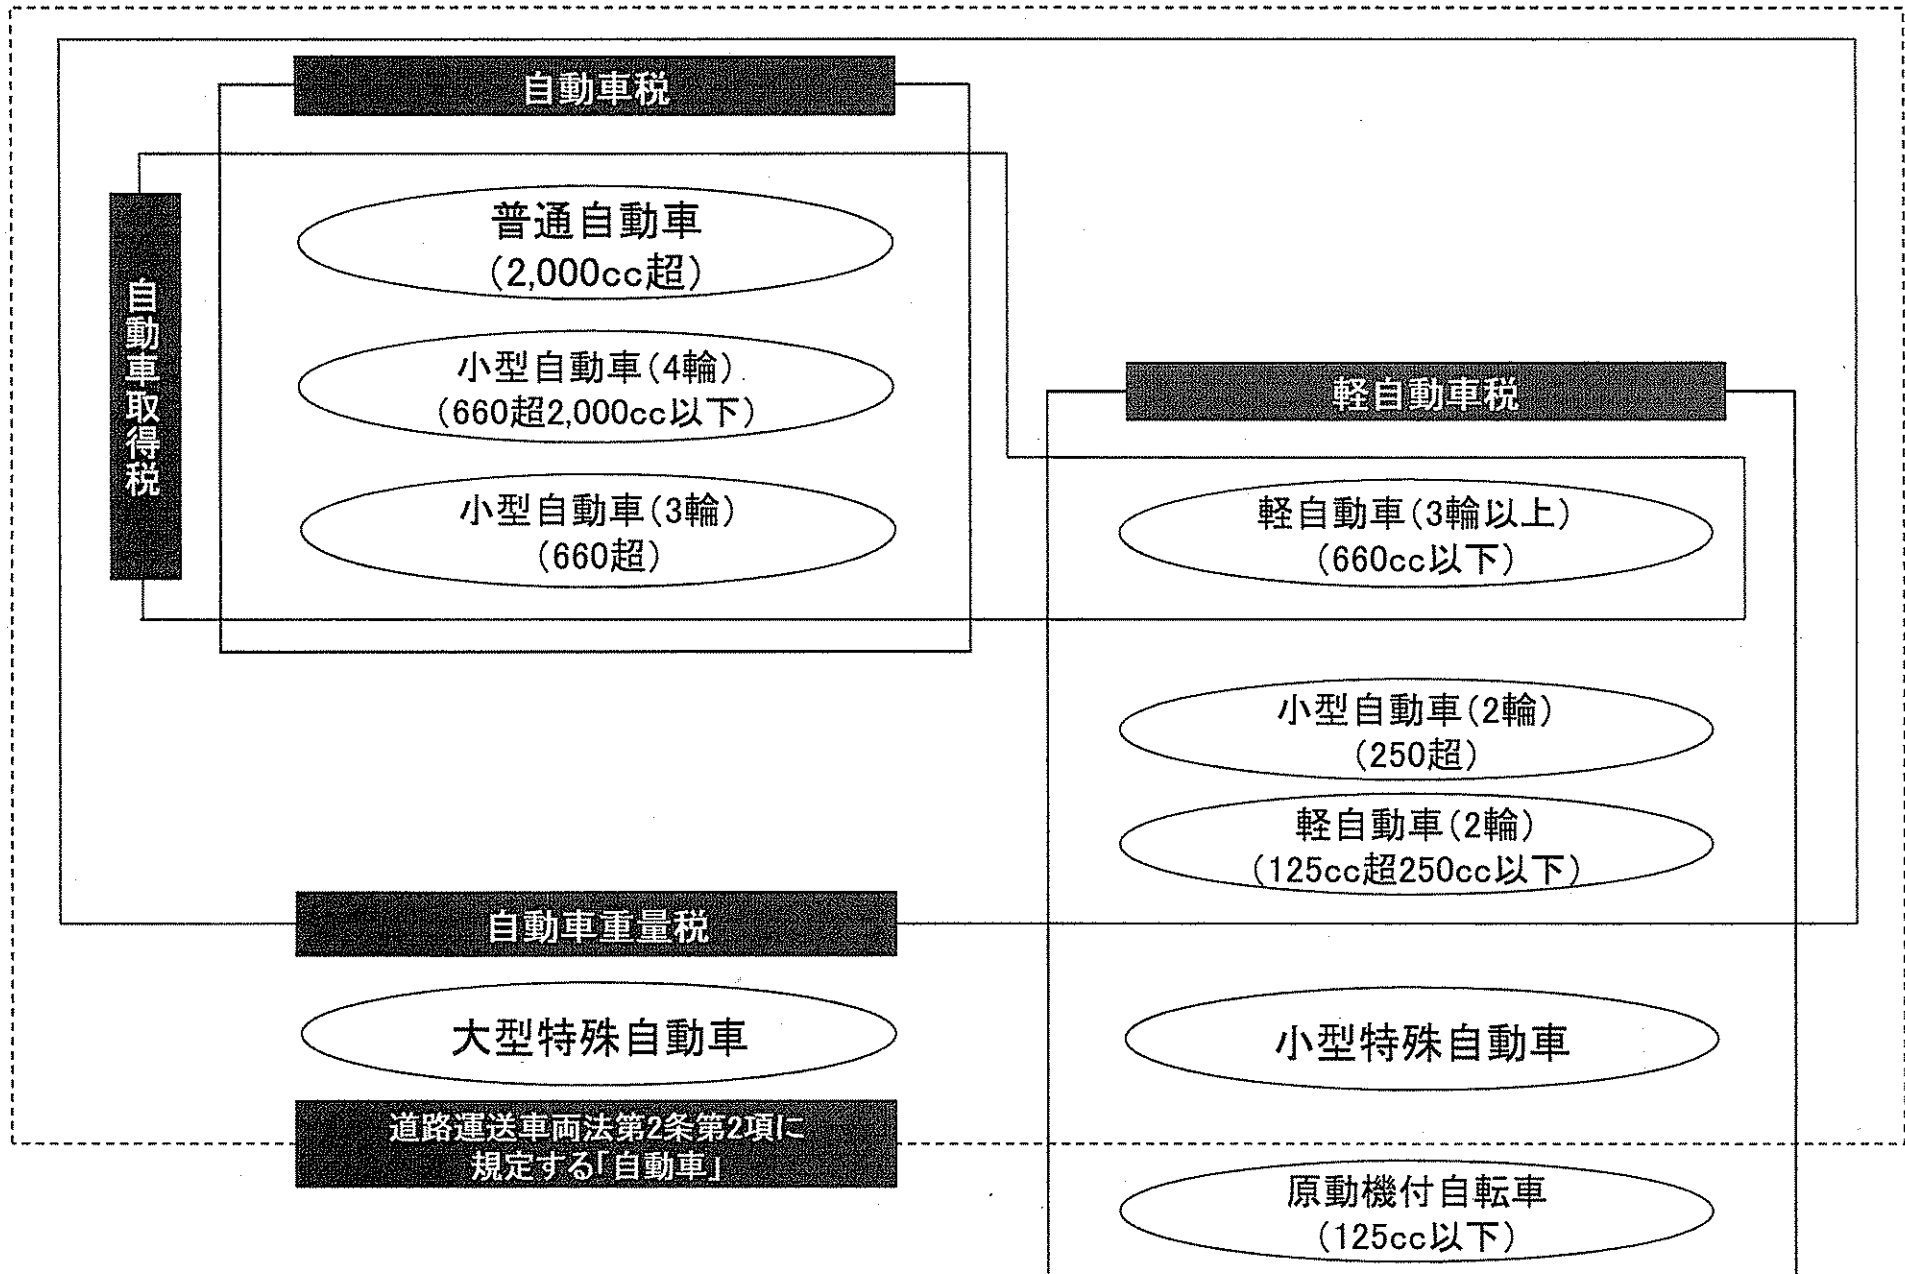 自動車税
自動車取得税
普通自動車
(2,000cc超)
小型自動車(4輪)
(660超2,000cc以下)
小型自動車(3輪)
(660超)
軽自動車税
軽自動車(3輪以上)
(660cc以下)
小型自動車(2輪)
(250超)
軽自動車(2輪)
(125cc超250cc以下)
自動車重量税
大型特殊自動車
小型特殊自動車
道路運送車両法第2条第2項に
規定する「自動車」
原動機付自転車
(125cc以下)